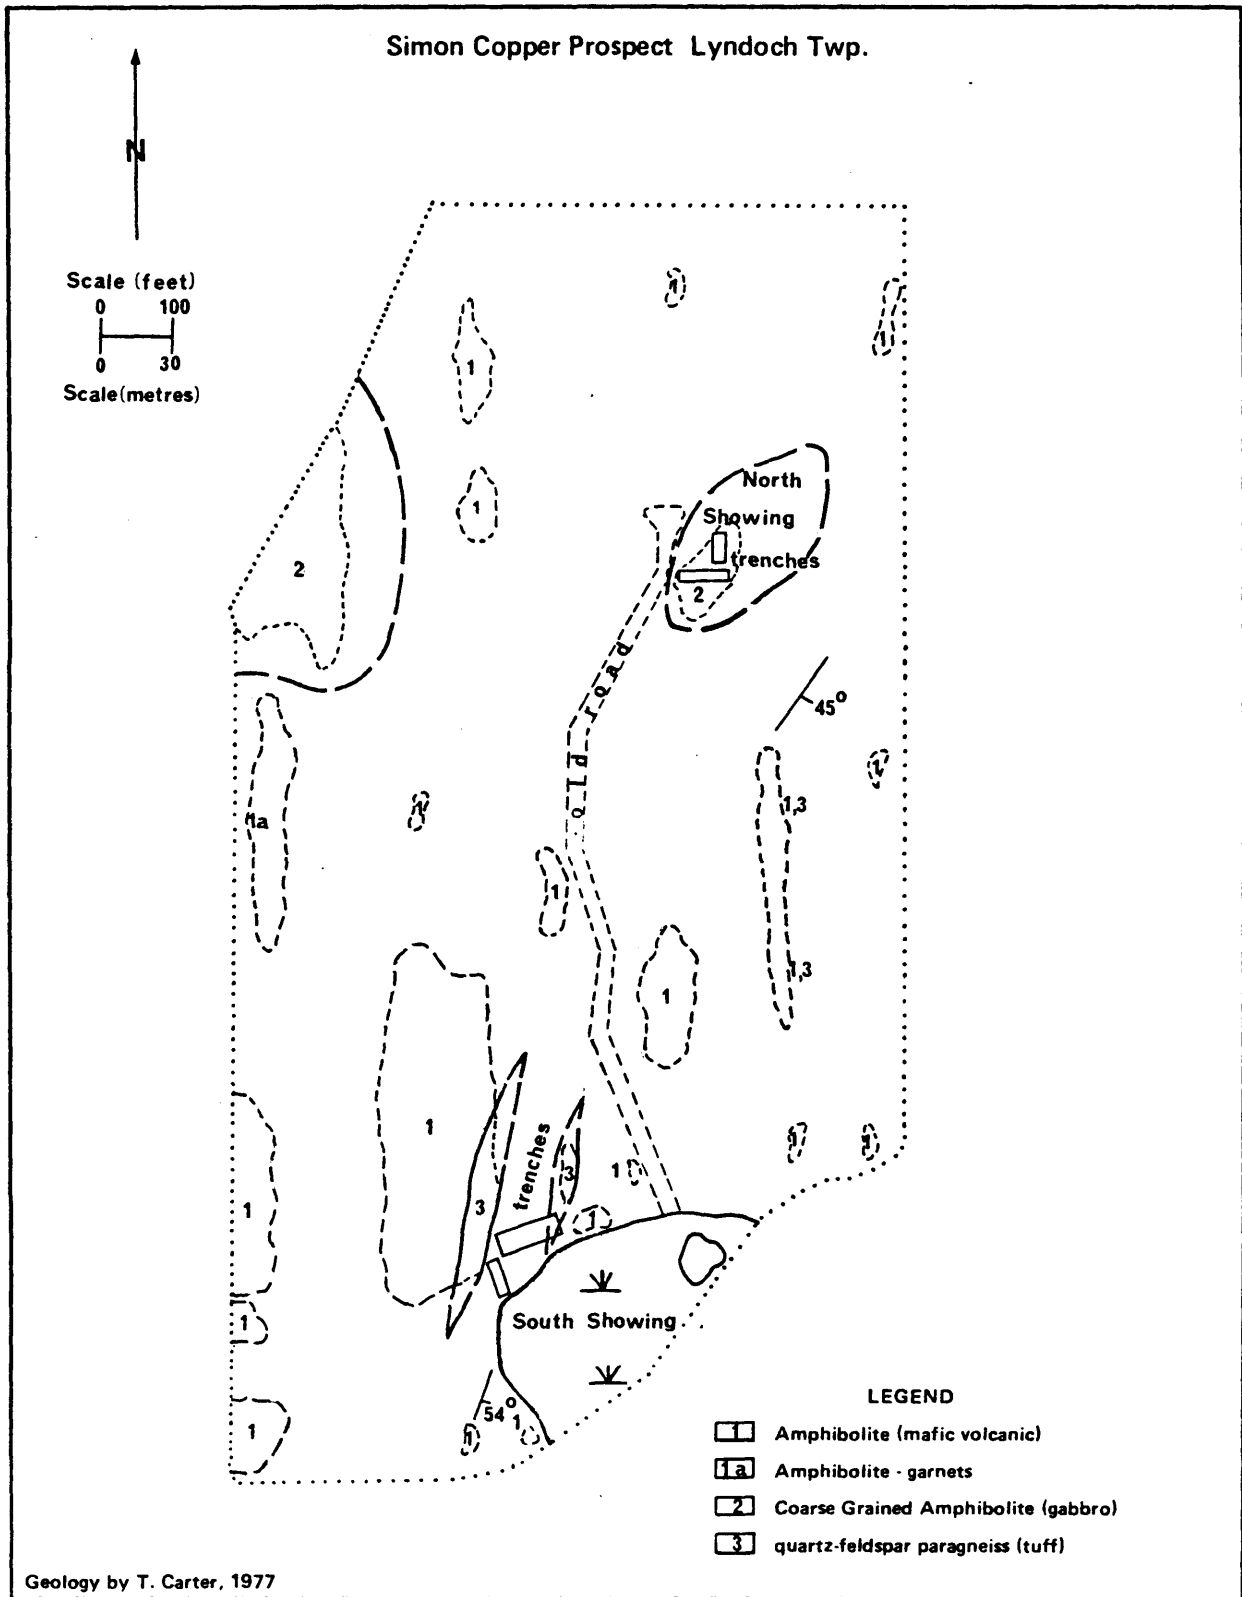 Simon Copper Prospect Lyndoch Twp.
N
Scale (feet)
0 100
0 30
Scale (metres)
1
1
1
1
North
Showing
trenches
2
2
old road
45°
1
1a
1
1,3
1
1,3
1
1
1
1
trenches
3
1
3
1
1
1
South Showing
1
54°
1
1
1
LEGEND
1 Amphibolite (mafic volcanic)
1a Amphibolite - garnets
2 Coarse Grained Amphibolite (gabbro)
3 quartz-feldspar paragneiss (tuff)
Geology by T. Carter, 1977